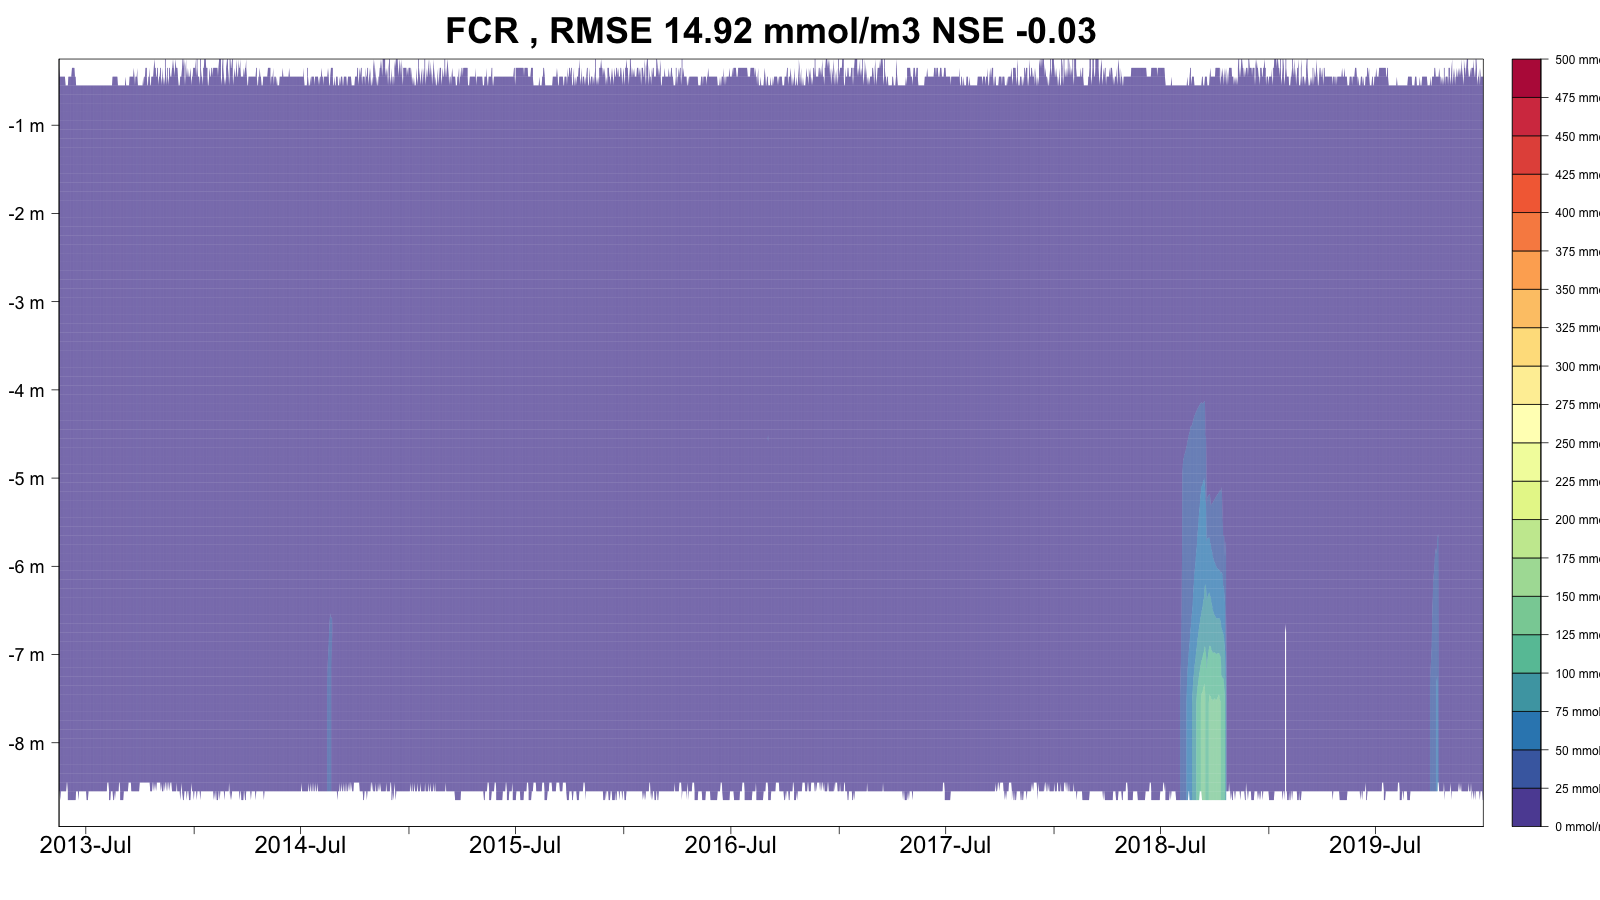 FCR , RMSE 14.92 mmol/m3 NSE -0.03
-1 m
-2 m
-3 m
-4 m
-5 m
-6 m
-7 m
-8 m
2013-Jul
2014-Jul
2015-Jul
2016-Jul
2017-Jul
2018-Jul
2019-Jul
500 mm
475 mm
450 mm
425 mm
400 mm
375 mm
350 mm
325 mm
300 mm
275 mm
250 mm
225 mm
200 mm
175 mm
150 mm
125 mm
100 mm
75 mmol
50 mmol
25 mmol
0 mmol/